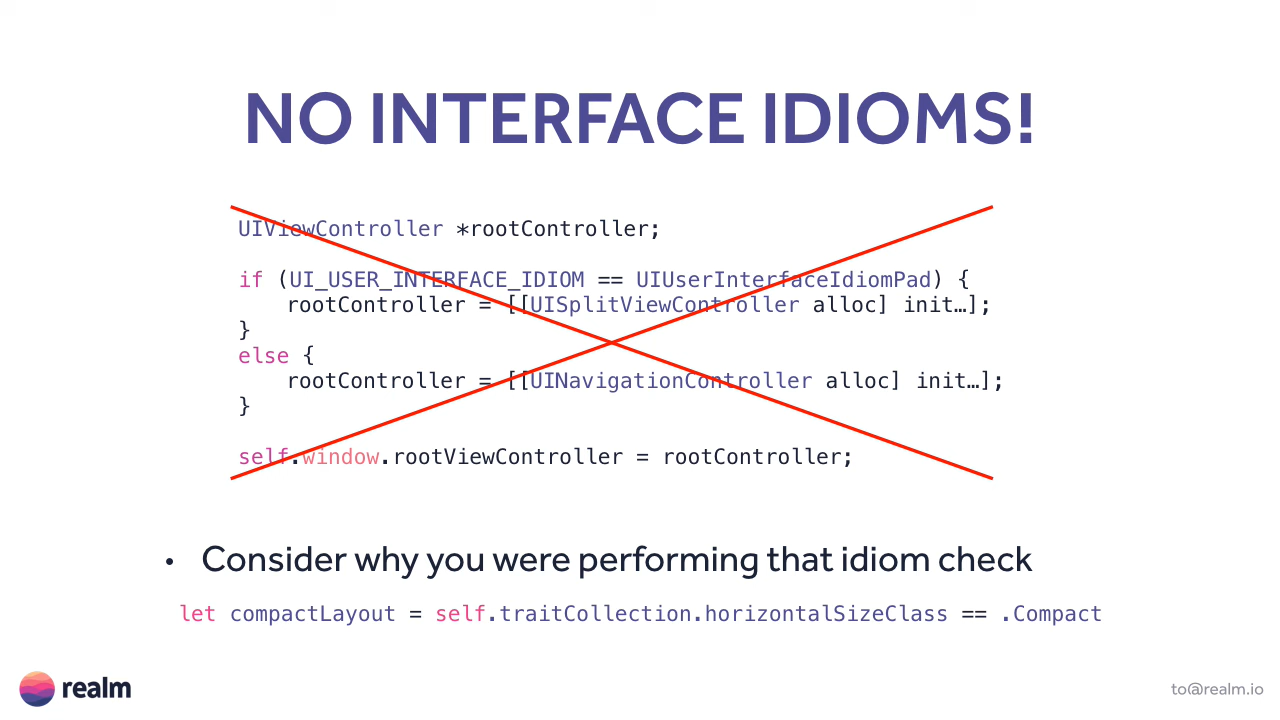 NO INTERFACE IDIOMS!
UIViewController *rootController;
if (UI_USER_INTERFACE_IDIOM == UIUserInterfaceIdiomPad) {
rootController = [[UISplitViewController alloc] init…];
}
else {
rootController = [[UINavigationController alloc] init…];
}
self.window.rootViewController = rootController;
• Consider why you were performing that idiom check
let compactLayout = self.traitCollection.horizontalSizeClass == .Compact
realm
to@realm.io